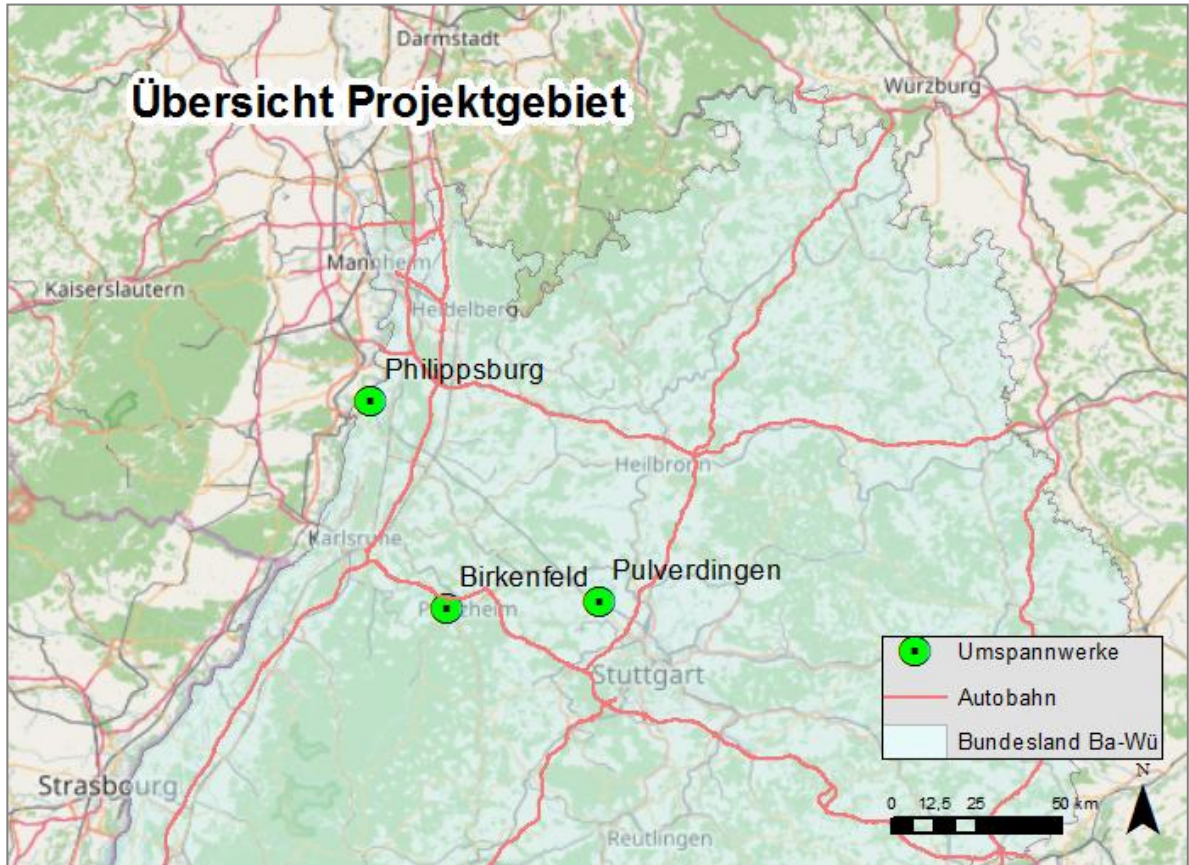 Darmstadt
Würzburg
Übersicht Projektgebiet
Mannheim
Kaiserslautern
Heidelberg
Philippsburg
Heilbronn
Karlsruhe
Birkenfeld
Pulverdingen
Pforzheim
Stuttgart
Umspannwerke
Autobahn
Bundesland Ba-Wü
Strasbourg
Reutlingen
N
0 12,5 25 50 km